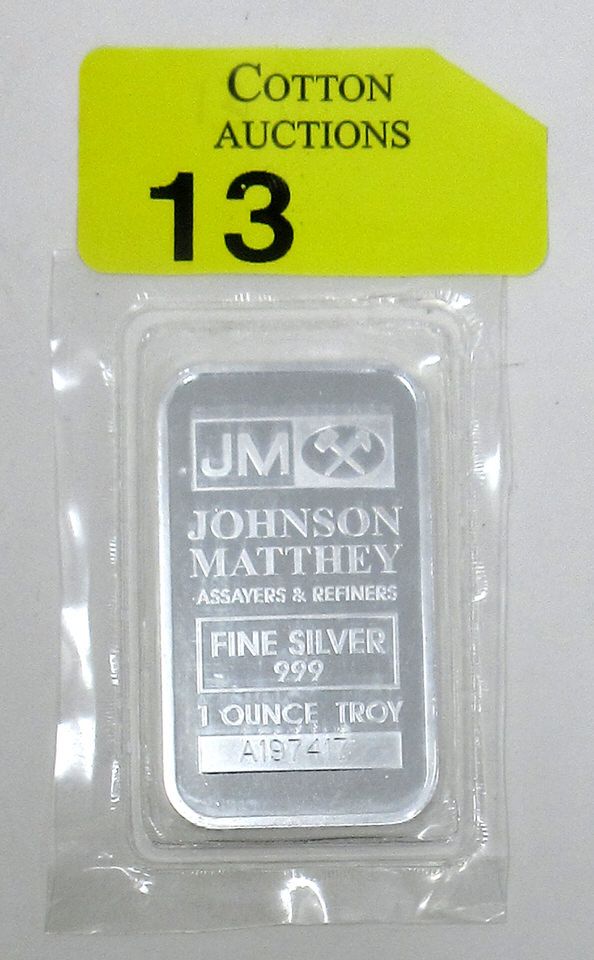 COTTON
AUCTIONS
13
JM
JOHNSON
MATTHEY
ASSAYERS & REFINERS
FINE SILVER
999
1 OUNCE TROY
A197417